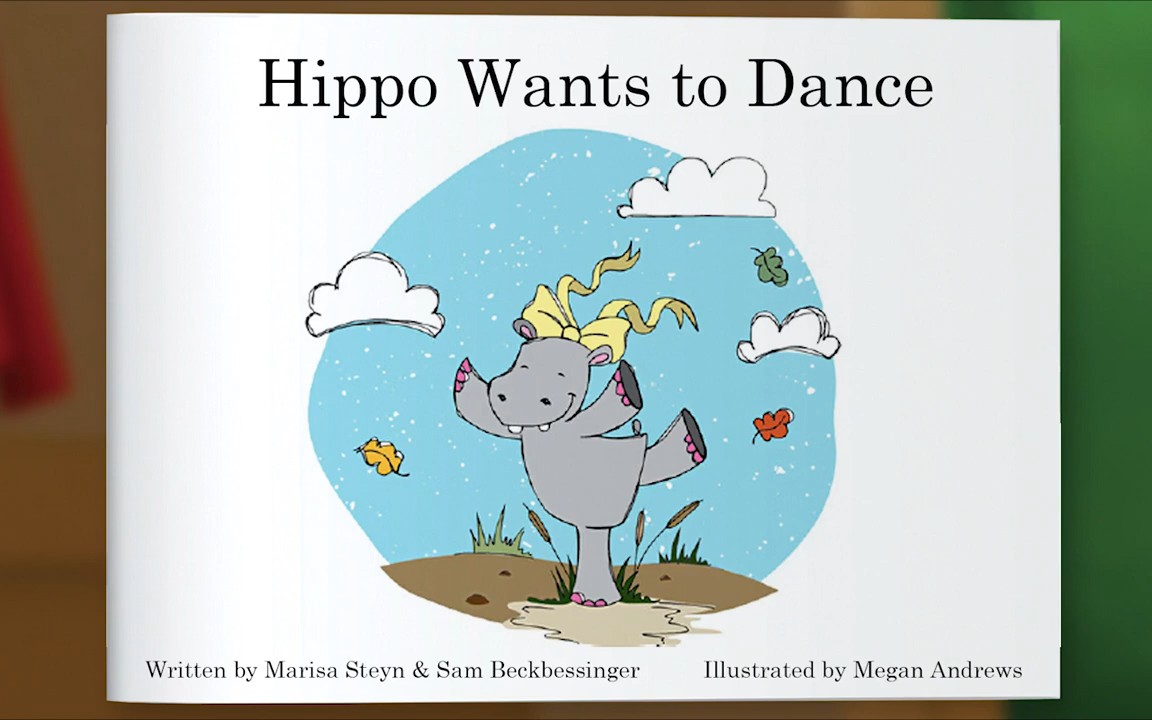 Hippo Wants to Dance
Written by Marisa Steyn & Sam Beckbessinger
Illustrated by Megan Andrews